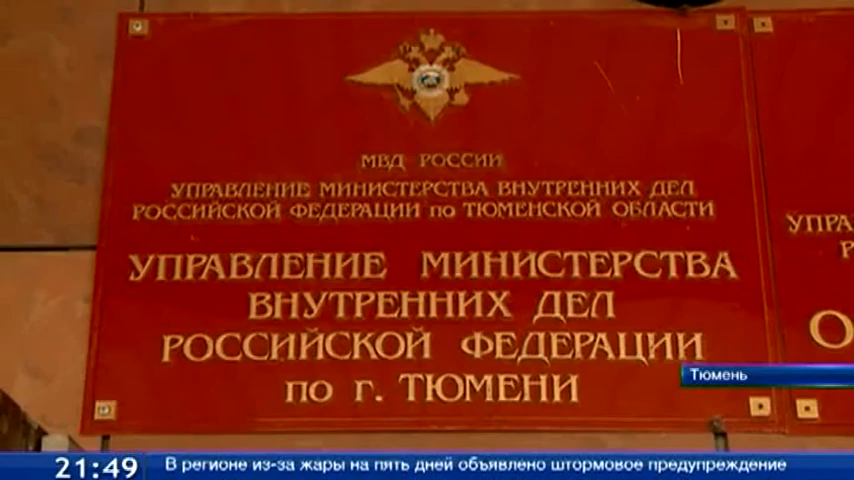 МВД РОССИИ
УПРАВЛЕНИЕ МИНИСТЕРСТВА ВНУТРЕННИХ ДЕЛ
РОССИЙСКОЙ ФЕДЕРАЦИИ по ТЮМЕНСКОЙ ОБЛАСТИ
УПРАВЛЕНИЕ МИНИСТЕРСТВА
ВНУТРЕННИХ ДЕЛ
РОССИЙСКОЙ ФЕДЕРАЦИИ
по г. ТЮМЕНИ
Тюмень
21:49 В регионе из-за жары на пять дней объявлено штормовое предупреждение